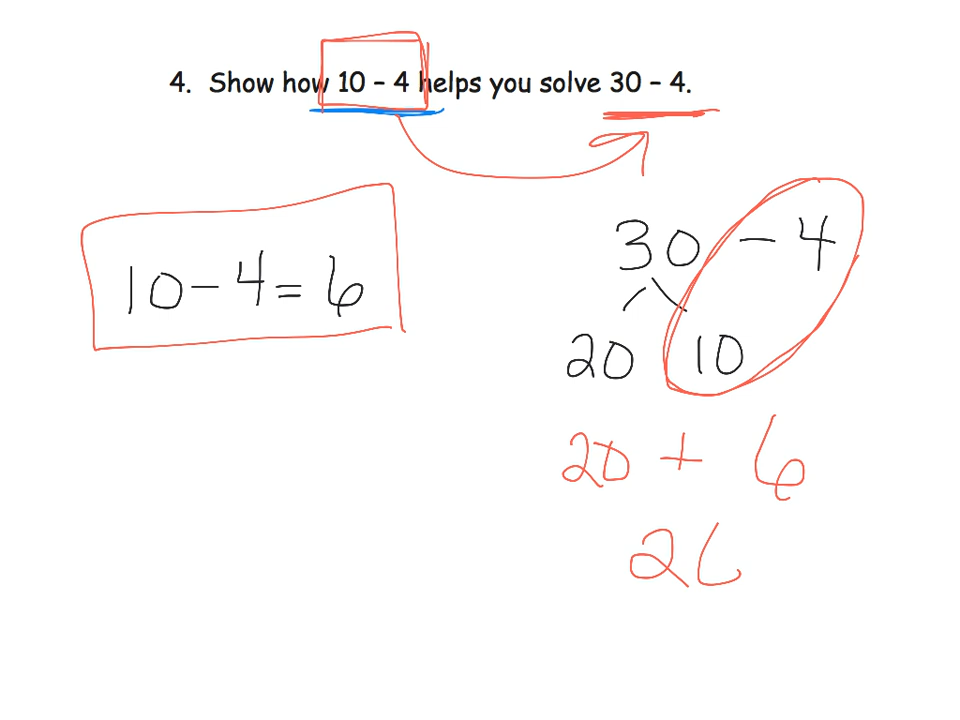 4. Show how 10 – 4 helps you solve 30 – 4.
10 - 4 = 6
30 - 4
20 10
20 + 6
26